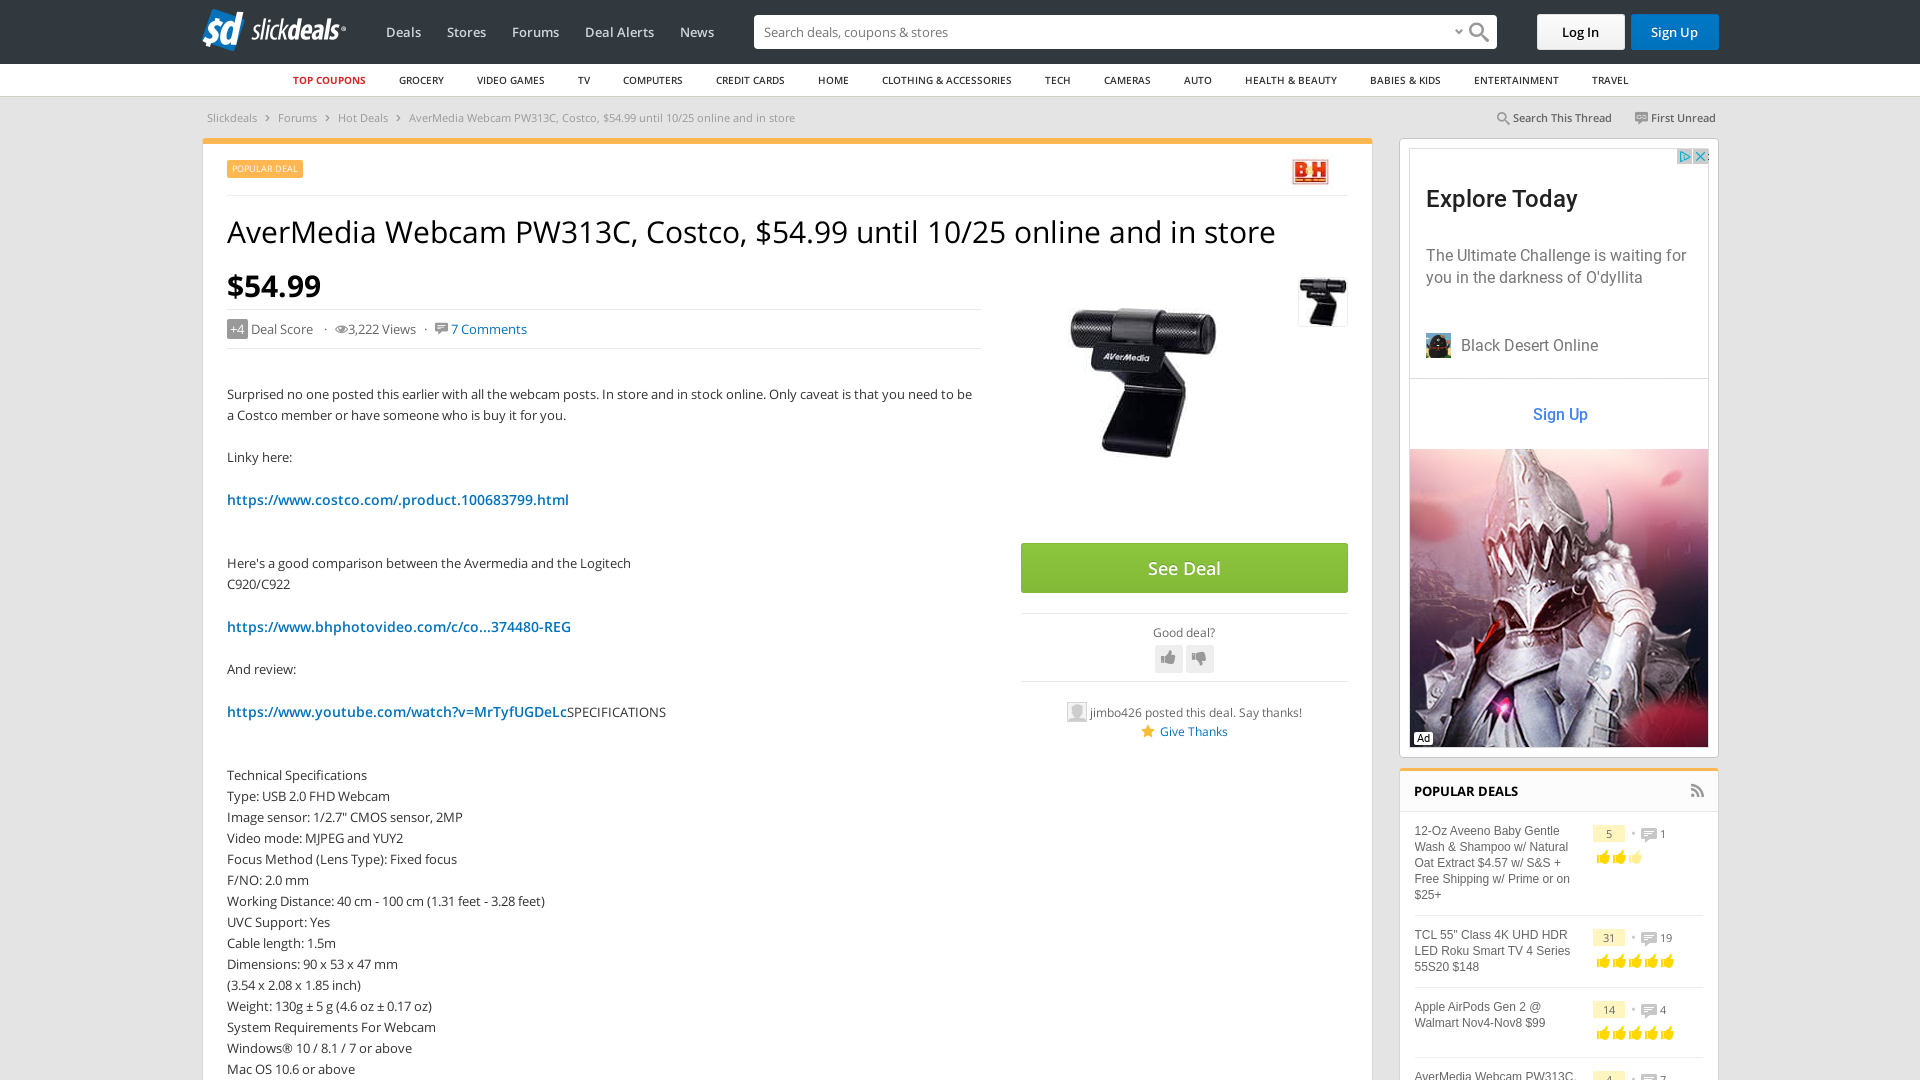 $d slickdeals
Deals
Stores
Forums
Deal Alerts
News
Search deals, coupons & stores
Log In
Sign Up
TOP COUPONS
GROCERY
VIDEO GAMES
TV
COMPUTERS
CREDIT CARDS
HOME
CLOTHING & ACCESSORIES
TECH
CAMERAS
AUTO
HEALTH & BEAUTY
BABIES & KIDS
ENTERTAINMENT
TRAVEL
Slickdeals › Forums › Hot Deals › AverMedia Webcam PW313C, Costco, $54.99 until 10/25 online and in store
Search This Thread
First Unread
POPULAR DEAL
B&H
AverMedia Webcam PW313C, Costco, $54.99 until 10/25 online and in store
$54.99
+4 Deal Score · 3,222 Views · 7 Comments
Surprised no one posted this earlier with all the webcam posts. In store and in stock online. Only caveat is that you need to be
a Costco member or have someone who is buy it for you.
Linky here:
https://www.costco.com/.product.100683799.html
Here's a good comparison between the Avermedia and the Logitech
C920/C922
https://www.bhphotovideo.com/c/co...374480-REG
And review:
https://www.youtube.com/watch?v=MrTyfUGDeLcSPECIFICATIONS
Technical Specifications
Type: USB 2.0 FHD Webcam
Image sensor: 1/2.7" CMOS sensor, 2MP
Video mode: MJPEG and YUY2
Focus Method (Lens Type): Fixed focus
F/NO: 2.0 mm
Working Distance: 40 cm - 100 cm (1.31 feet - 3.28 feet)
UVC Support: Yes
Cable length: 1.5m
Dimensions: 90 x 53 x 47 mm
(3.54 x 2.08 x 1.85 inch)
Weight: 130g ± 5 g (4.6 oz ± 0.17 oz)
System Requirements For Webcam
Windows® 10 / 8.1 / 7 or above
Mac OS 10.6 or above
AVerMedia
See Deal
Good deal?
jimbo426 posted this deal. Say thanks!
Give Thanks
Explore Today
The Ultimate Challenge is waiting for
you in the darkness of O'dyllita
Black Desert Online
Sign Up
Ad
POPULAR DEALS
12-Oz Aveeno Baby Gentle
Wash & Shampoo w/ Natural
Oat Extract $4.57 w/ S&S +
Free Shipping w/ Prime or on
$25+
5 • 1
TCL 55" Class 4K UHD HDR
LED Roku Smart TV 4 Series
55S20 $148
31 • 19
Apple AirPods Gen 2 @
Walmart Nov4-Nov8 $99
14 • 4
AverMedia Webcam PW313C,
4 • 7